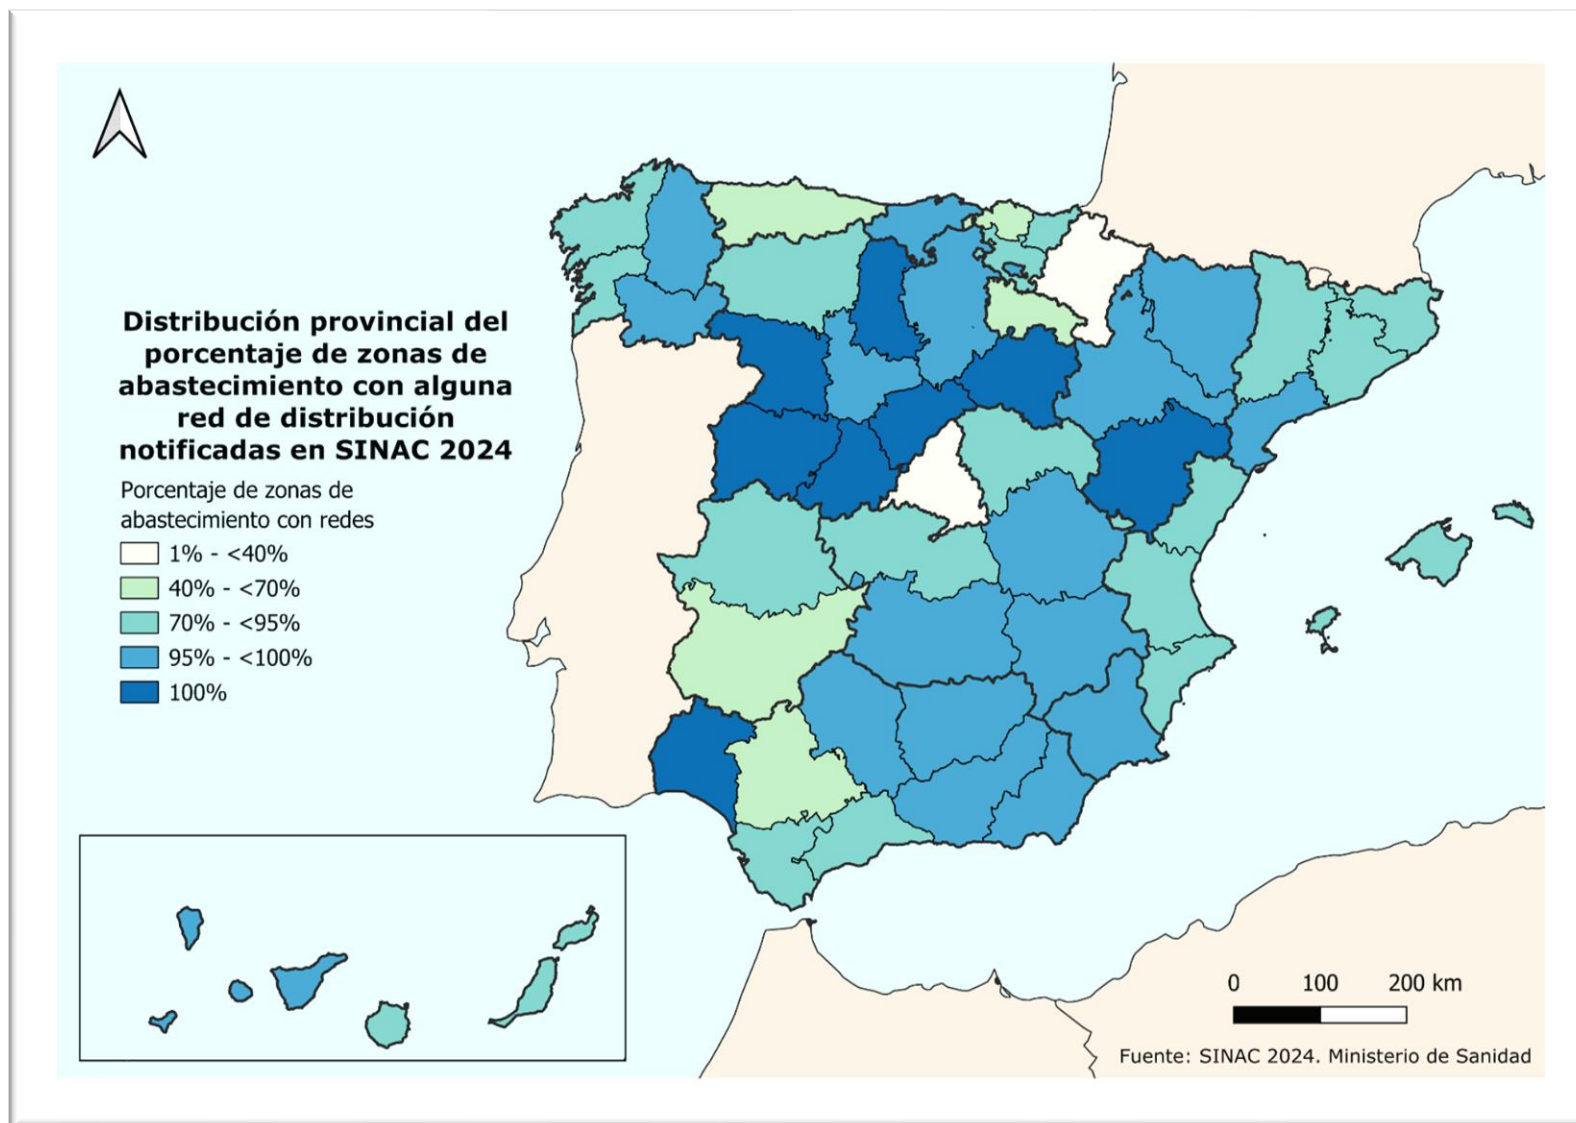 Distribución provincial del
porcentaje de zonas de
abastecimiento con alguna
red de distribución
notificadas en SINAC 2024
Porcentaje de zonas de
abastecimiento con redes
1% - <40%
40% - <70%
70% - <95%
95% - <100%
100%
0 100 200 km
Fuente: SINAC 2024. Ministerio de Sanidad